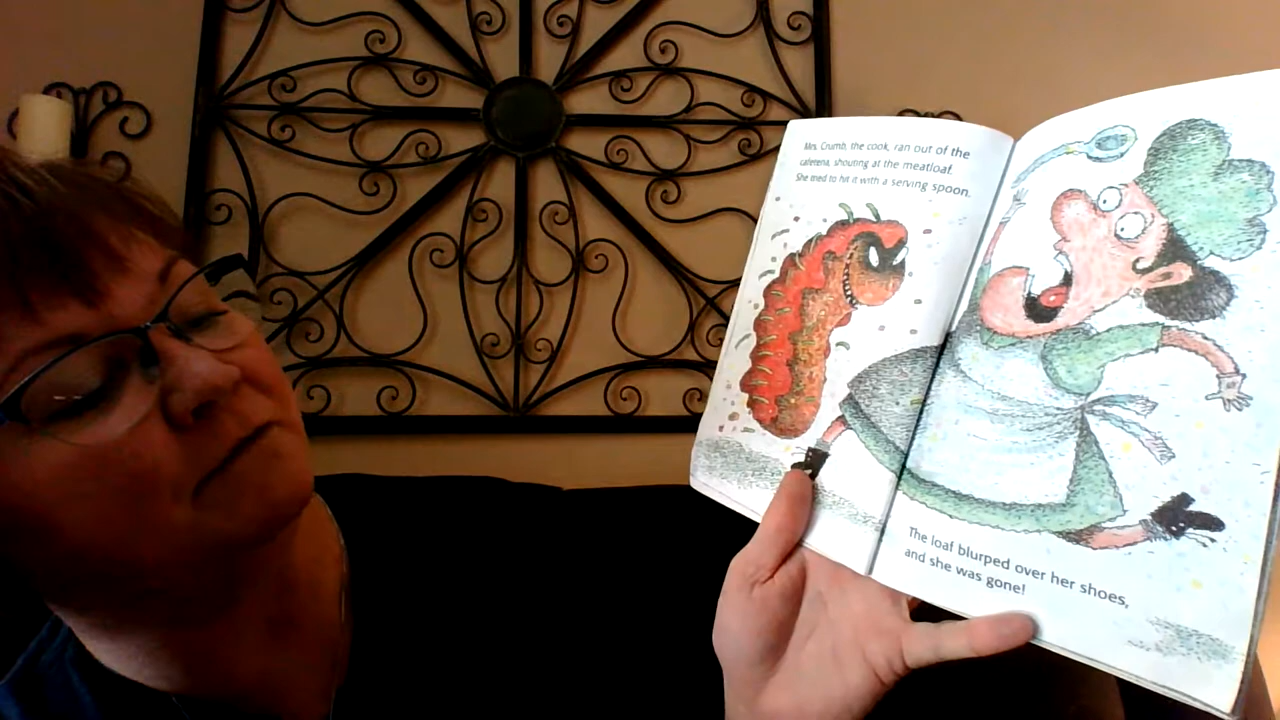 Mrs. Crumb, the cook, ran out of the
cafeteria, shouting at the meatloaf.
She tried to hit it with a serving spoon.
The loaf blurped over her shoes,
and she was gone!